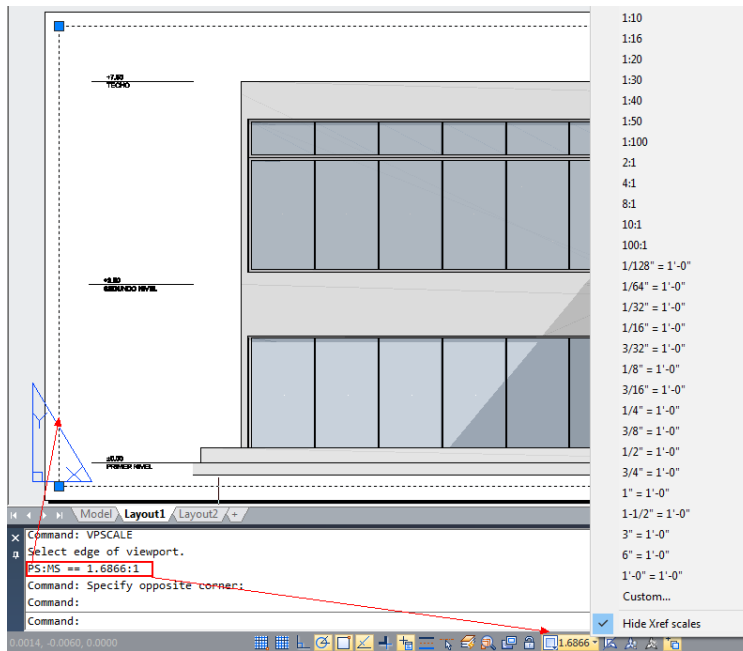 1:10
1:16
1:20
1:30
1:40
1:50
1:100
2:1
4:1
8:1
10:1
100:1
1/128" = 1'-0"
1/64" = 1'-0"
1/32" = 1'-0"
1/16" = 1'-0"
3/32" = 1'-0"
1/8" = 1'-0"
3/16" = 1'-0"
1/4" = 1'-0"
3/8" = 1'-0"
1/2" = 1'-0"
3/4" = 1'-0"
1" = 1'-0"
1-1/2" = 1'-0"
3" = 1'-0"
6" = 1'-0"
1'-0" = 1'-0"
Custom...
Hide Xref scales
TECHO
SEGUNDO NIVEL
±0.00
PRIMER NIVEL
Y
X
Model Layout1 Layout2 +
Command: VPSCALE
Select edge of viewport.
PS:MS == 1.6866:1
Command: Specify opposite corner:
Command:
Command:
0.0014, -0.0060, 0.0000
1.6866